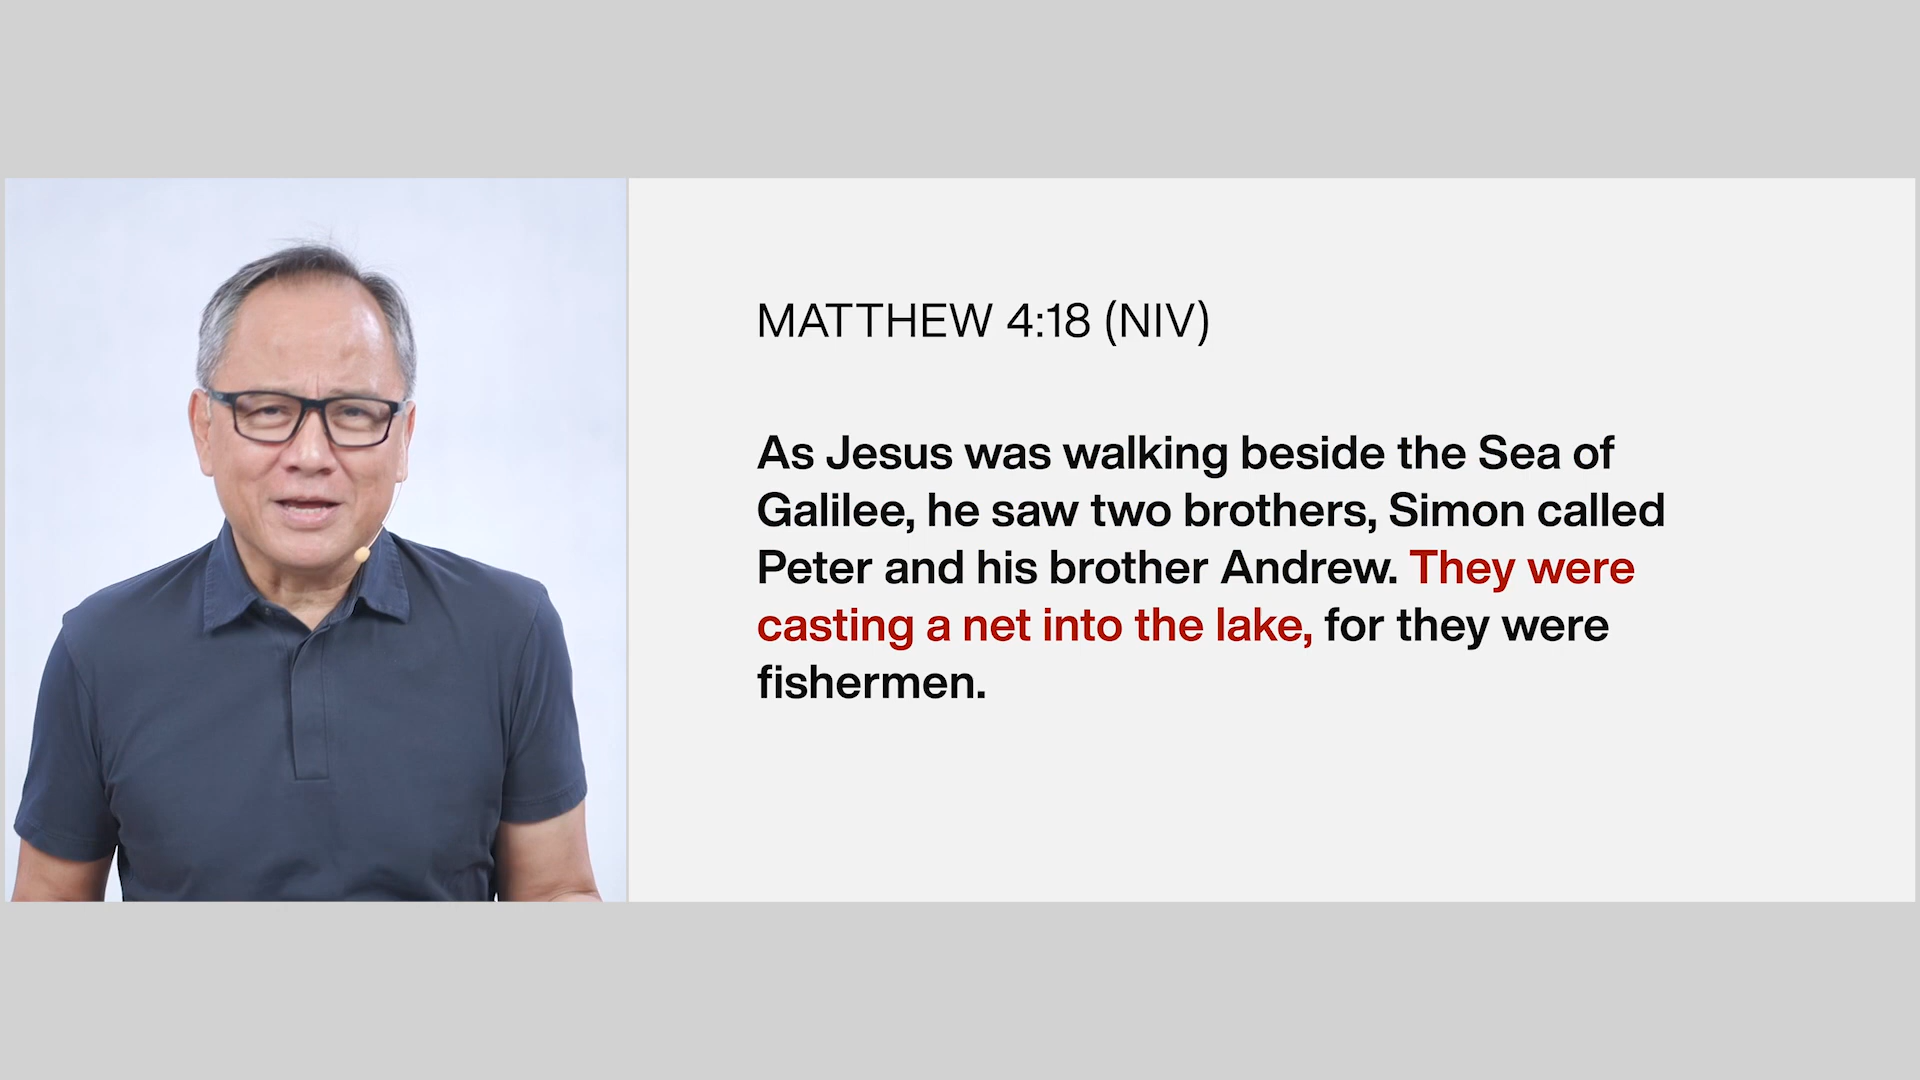 MATTHEW 4:18 (NIV)
As Jesus was walking beside the Sea of
Galilee, he saw two brothers, Simon called
Peter and his brother Andrew. They were
casting a net into the lake, for they were
fishermen.